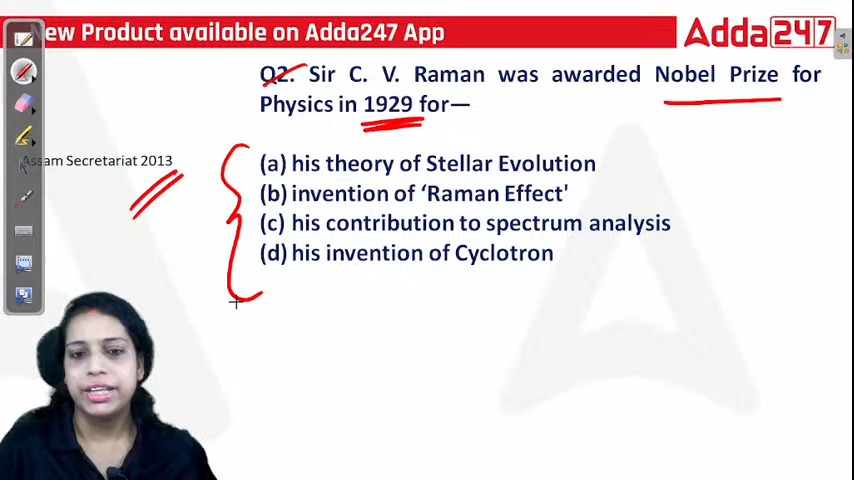 New Product available on Adda247 App
Adda247
Q2. Sir C. V. Raman was awarded Nobel Prize for
Physics in 1929 for—
Assam Secretariat 2013
(a) his theory of Stellar Evolution
(b) invention of ‘Raman Effect'
(c) his contribution to spectrum analysis
(d) his invention of Cyclotron